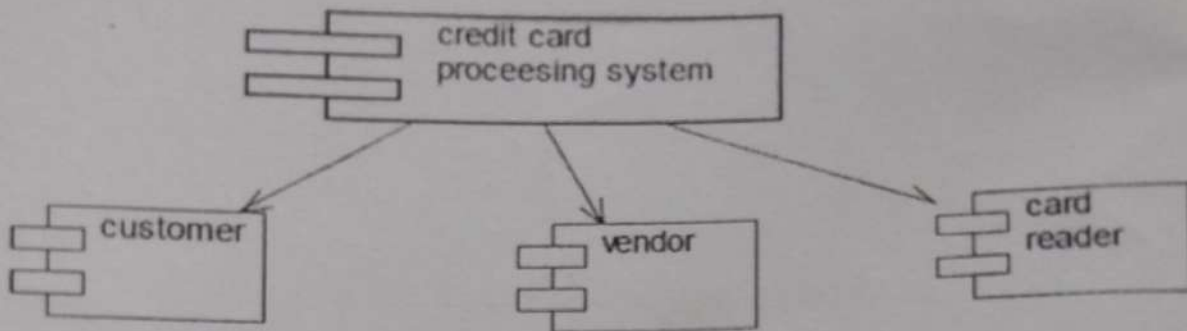 credit card
proceesing system
customer
vendor
card
reader